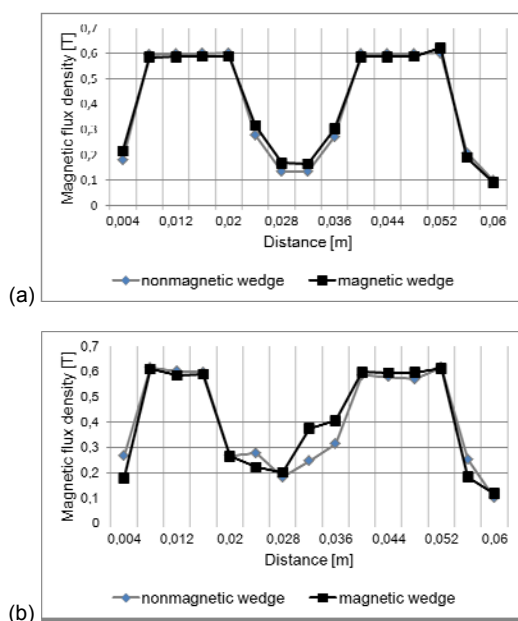 (a)
Magnetic flux density [T]
0,7
0,6
0,5
0,4
0,3
0,2
0,1
0
0,004 0,012 0,02 0,028 0,036 0,044 0,052 0,06
Distance [m]
nonmagnetic wedge magnetic wedge
(b)
Magnetic flux density [T]
0,7
0,6
0,5
0,4
0,3
0,2
0,1
0
0,004 0,012 0,02 0,028 0,036 0,044 0,052 0,06
Distance [m]
nonmagnetic wedge magnetic wedge